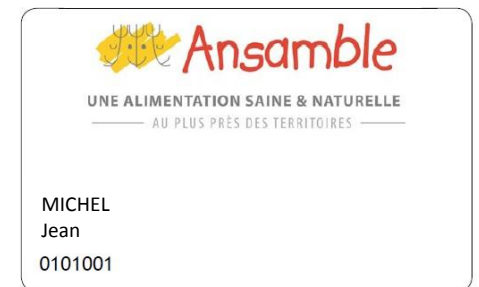 Ansamble
UNE ALIMENTATION SAINE & NATURELLE
AU PLUS PRÈS DES TERRITOIRES
MICHEL
Jean
0101001